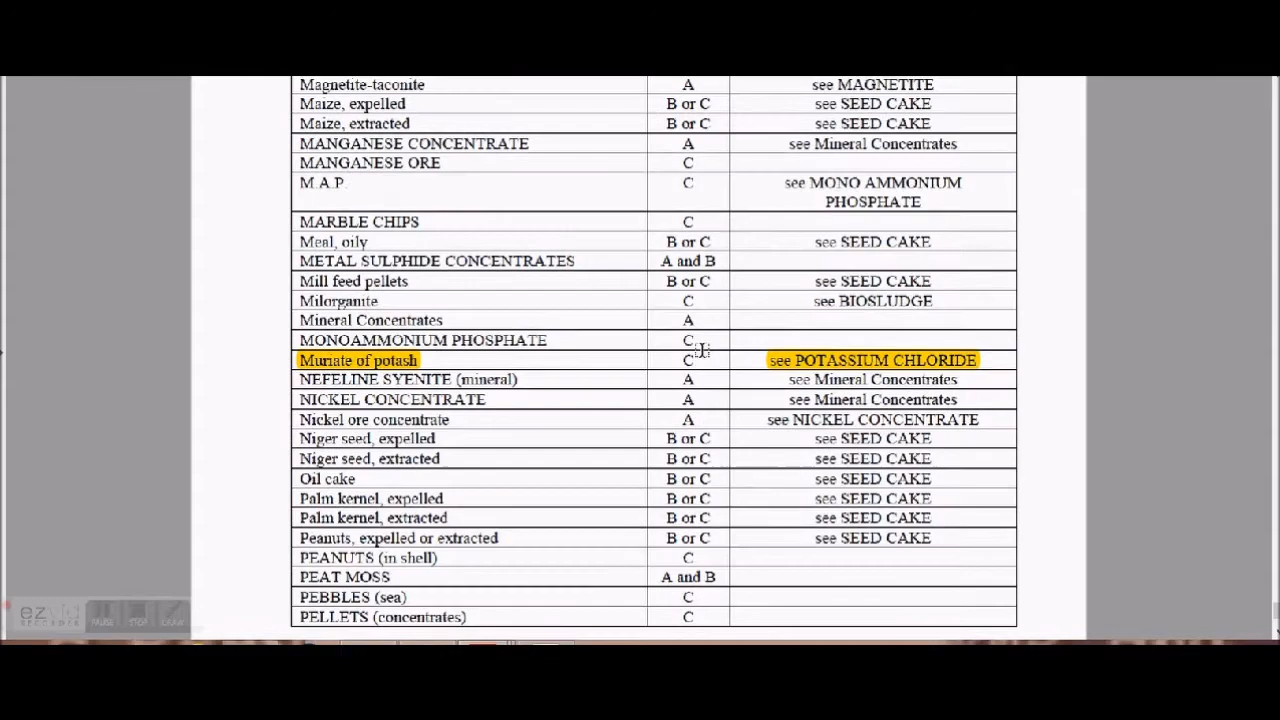 Magnetite-taconite A see MAGNETITE
Maize, expelled B or C see SEED CAKE
Maize, extracted B or C see SEED CAKE
MANGANESE CONCENTRATE A see Mineral Concentrates
MANGANESE ORE C
M.A.P. C see MONO AMMONIUM
PHOSPHATE
MARBLE CHIPS C
Meal, oily B or C see SEED CAKE
METAL SULPHIDE CONCENTRATES A and B
Mill feed pellets B or C see SEED CAKE
Milorganite C see BIOSLUDGE
Mineral Concentrates A
MONOAMMONIUM PHOSPHATE C
Muriate of potash C see POTASSIUM CHLORIDE
NEFELINE SYENITE (mineral) A see Mineral Concentrates
NICKEL CONCENTRATE A see Mineral Concentrates
Nickel ore concentrate A see NICKEL CONCENTRATE
Niger seed, expelled B or C see SEED CAKE
Niger seed, extracted B or C see SEED CAKE
Oil cake B or C see SEED CAKE
Palm kernel, expelled B or C see SEED CAKE
Palm kernel, extracted B or C see SEED CAKE
Peanuts, expelled or extracted B or C see SEED CAKE
PEANUTS (in shell) C
PEAT MOSS A and B
PEBBLES (sea) C
PELLETS (concentrates) C
ezvid
RECORDER PAUSE STOP DRAW